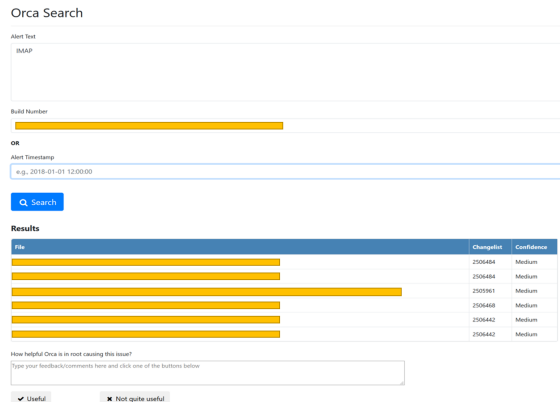 Orca Search
Alert Text
IMAP
Build Number
OR
Alert Timestamp
e.g., 2018-01-01 12:00:00
Search
Results
File Changelist Confidence
2506484 Medium
2506484 Medium
2505961 Medium
2506468 Medium
2506442 Medium
2506442 Medium
How helpful Orca is in root causing this issue?
Type your feedback/comments here and click one of the buttons below
✔ Useful ✖ Not quite useful